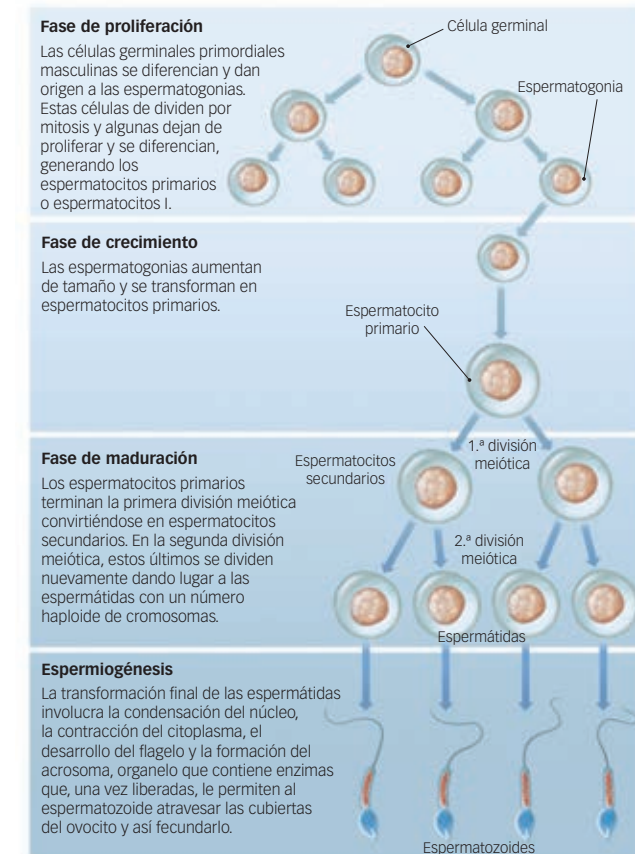 Fase de proliferación
Las células germinales primordiales
masculinas se diferencian y dan
origen a las espermatogonias.
Estas células de dividen por
mitosis y algunas dejan de
proliferar y se diferencian,
generando los
espermatocitos primarios
o espermatocitos I.
Célula germinal
Espermatogonia
Fase de crecimiento
Las espermatogonias aumentan
de tamaño y se transforman en
espermatocitos primarios.
Espermatocito
primario
Fase de maduración
Los espermatocitos primarios
terminan la primera división meiótica
convirtiéndose en espermatocitos
secundarios. En la segunda división
meiótica, estos últimos se dividen
nuevamente dando lugar a las
espermátidas con un número
haploide de cromosomas.
Espermatocitos
secundarios
1.ª división
meiótica
2.ª división
meiótica
Espermátidas
Espermiogénesis
La transformación final de las espermátidas
involucra la condensación del núcleo,
la contracción del citoplasma, el
desarrollo del flagelo y la formación del
acrosoma, organelo que contiene enzimas
que, una vez liberadas, le permiten al
espermatozoide atravesar las cubiertas
del ovocito y así fecundarlo.
Espermatozoides